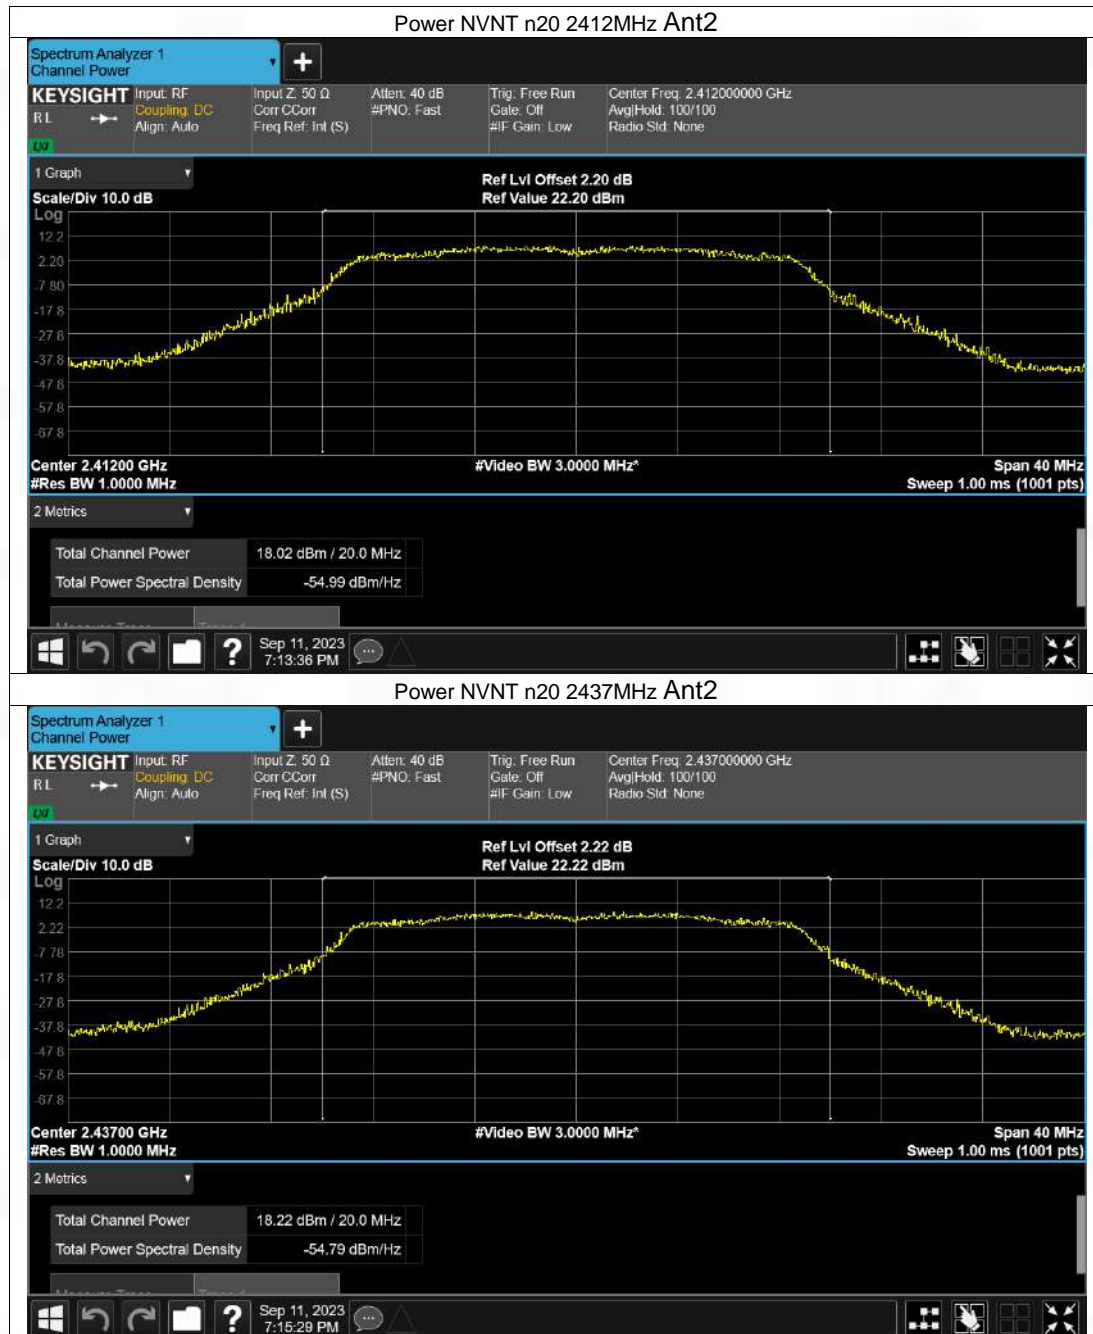 Power NVNT n20 2412MHz Ant2
Spectrum Analyzer 1
Channel Power
KEYSIGHT
R L
LXI
Input: RF
Coupling: DC
Align: Auto
Input Z: 50 Ω
Corr CCorr
Freq Ref: Int (S)
Atten: 40 dB
#PNO: Fast
Trig: Free Run
Gate: Off
#IF Gain: Low
Center Freq: 2.412000000 GHz
Avg|Hold: 100/100
Radio Std: None
1 Graph
Scale/Div 10.0 dB
Ref Lvl Offset 2.20 dB
Ref Value 22.20 dBm
Log
12.2
2.20
-7.80
-17.8
-27.8
-37.8
-47.8
-57.8
-67.8
Center 2.41200 GHz
#Res BW 1.0000 MHz
#Video BW 3.0000 MHz*
Span 40 MHz
Sweep 1.00 ms (1001 pts)
2 Metrics
Total Channel Power 18.02 dBm / 20.0 MHz
Total Power Spectral Density -54.99 dBm/Hz
?
Sep 11, 2023
7:13:36 PM
Power NVNT n20 2437MHz Ant2
Spectrum Analyzer 1
Channel Power
KEYSIGHT
R L
LXI
Input: RF
Coupling: DC
Align: Auto
Input Z: 50 Ω
Corr CCorr
Freq Ref: Int (S)
Atten: 40 dB
#PNO: Fast
Trig: Free Run
Gate: Off
#IF Gain: Low
Center Freq: 2.437000000 GHz
Avg|Hold: 100/100
Radio Std: None
1 Graph
Scale/Div 10.0 dB
Ref Lvl Offset 2.22 dB
Ref Value 22.22 dBm
Log
12.2
2.22
-7.78
-17.8
-27.8
-37.8
-47.8
-57.8
-67.8
Center 2.43700 GHz
#Res BW 1.0000 MHz
#Video BW 3.0000 MHz*
Span 40 MHz
Sweep 1.00 ms (1001 pts)
2 Metrics
Total Channel Power 18.22 dBm / 20.0 MHz
Total Power Spectral Density -54.79 dBm/Hz
?
Sep 11, 2023
7:15:29 PM